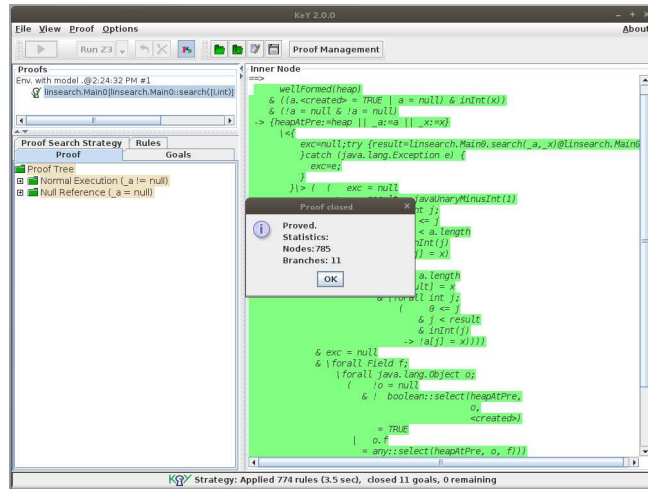 KeY 2.0.0
File View Proof Options About
Run Z3 Proof Management
Proofs
Env. with model .@2:24:32 PM #1
linsearch.Main0[linsearch.Main0::search([I,int)]
Proof Search Strategy Rules
Proof Goals
Proof Tree
Normal Execution (_a != null)
Null Reference (_a = null)
Inner Node
==>
wellFormed(heap)
& ((a.<created> = TRUE | a = null) & inInt(x))
& (!a = null & !a = null)
-> {heapAtPre:=heap || _a:=a || _x:=x}
\<{
exc=null;try {result=linsearch.Main0.search(_a,_x)@linsearch.Main0
}catch (java.lang.Exception e) {
exc=e;
}
}\> ( ( exc = null
javaUnaryMinusInt(1)
int j;
<= j
< a.length
inInt(j)
j] = x)
a.length
ult] = x
& \forall int j;
( 0 <= j
& j < result
& inInt(j)
-> !a[j] = x))))
& exc = null
& \forall Field f;
\forall java.lang.Object o;
( !o = null
& ! boolean::select(heapAtPre,
o,
<created>)
= TRUE
| o.f
= any::select(heapAtPre, o, f)))
Proof closed
Proved.
Statistics:
Nodes:785
Branches: 11
OK
KeY Strategy: Applied 774 rules (3.5 sec), closed 11 goals, 0 remaining